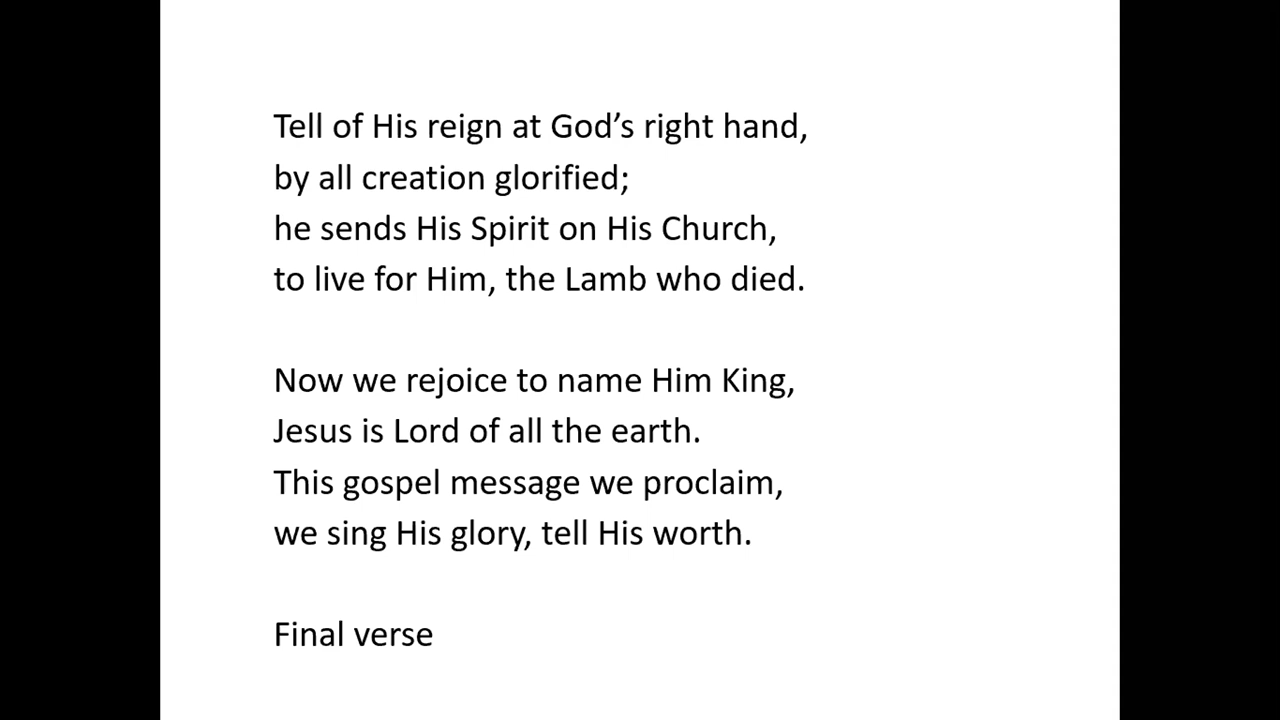 Tell of His reign at God’s right hand,
by all creation glorified;
he sends His Spirit on His Church,
to live for Him, the Lamb who died.
Now we rejoice to name Him King,
Jesus is Lord of all the earth.
This gospel message we proclaim,
we sing His glory, tell His worth.
Final verse